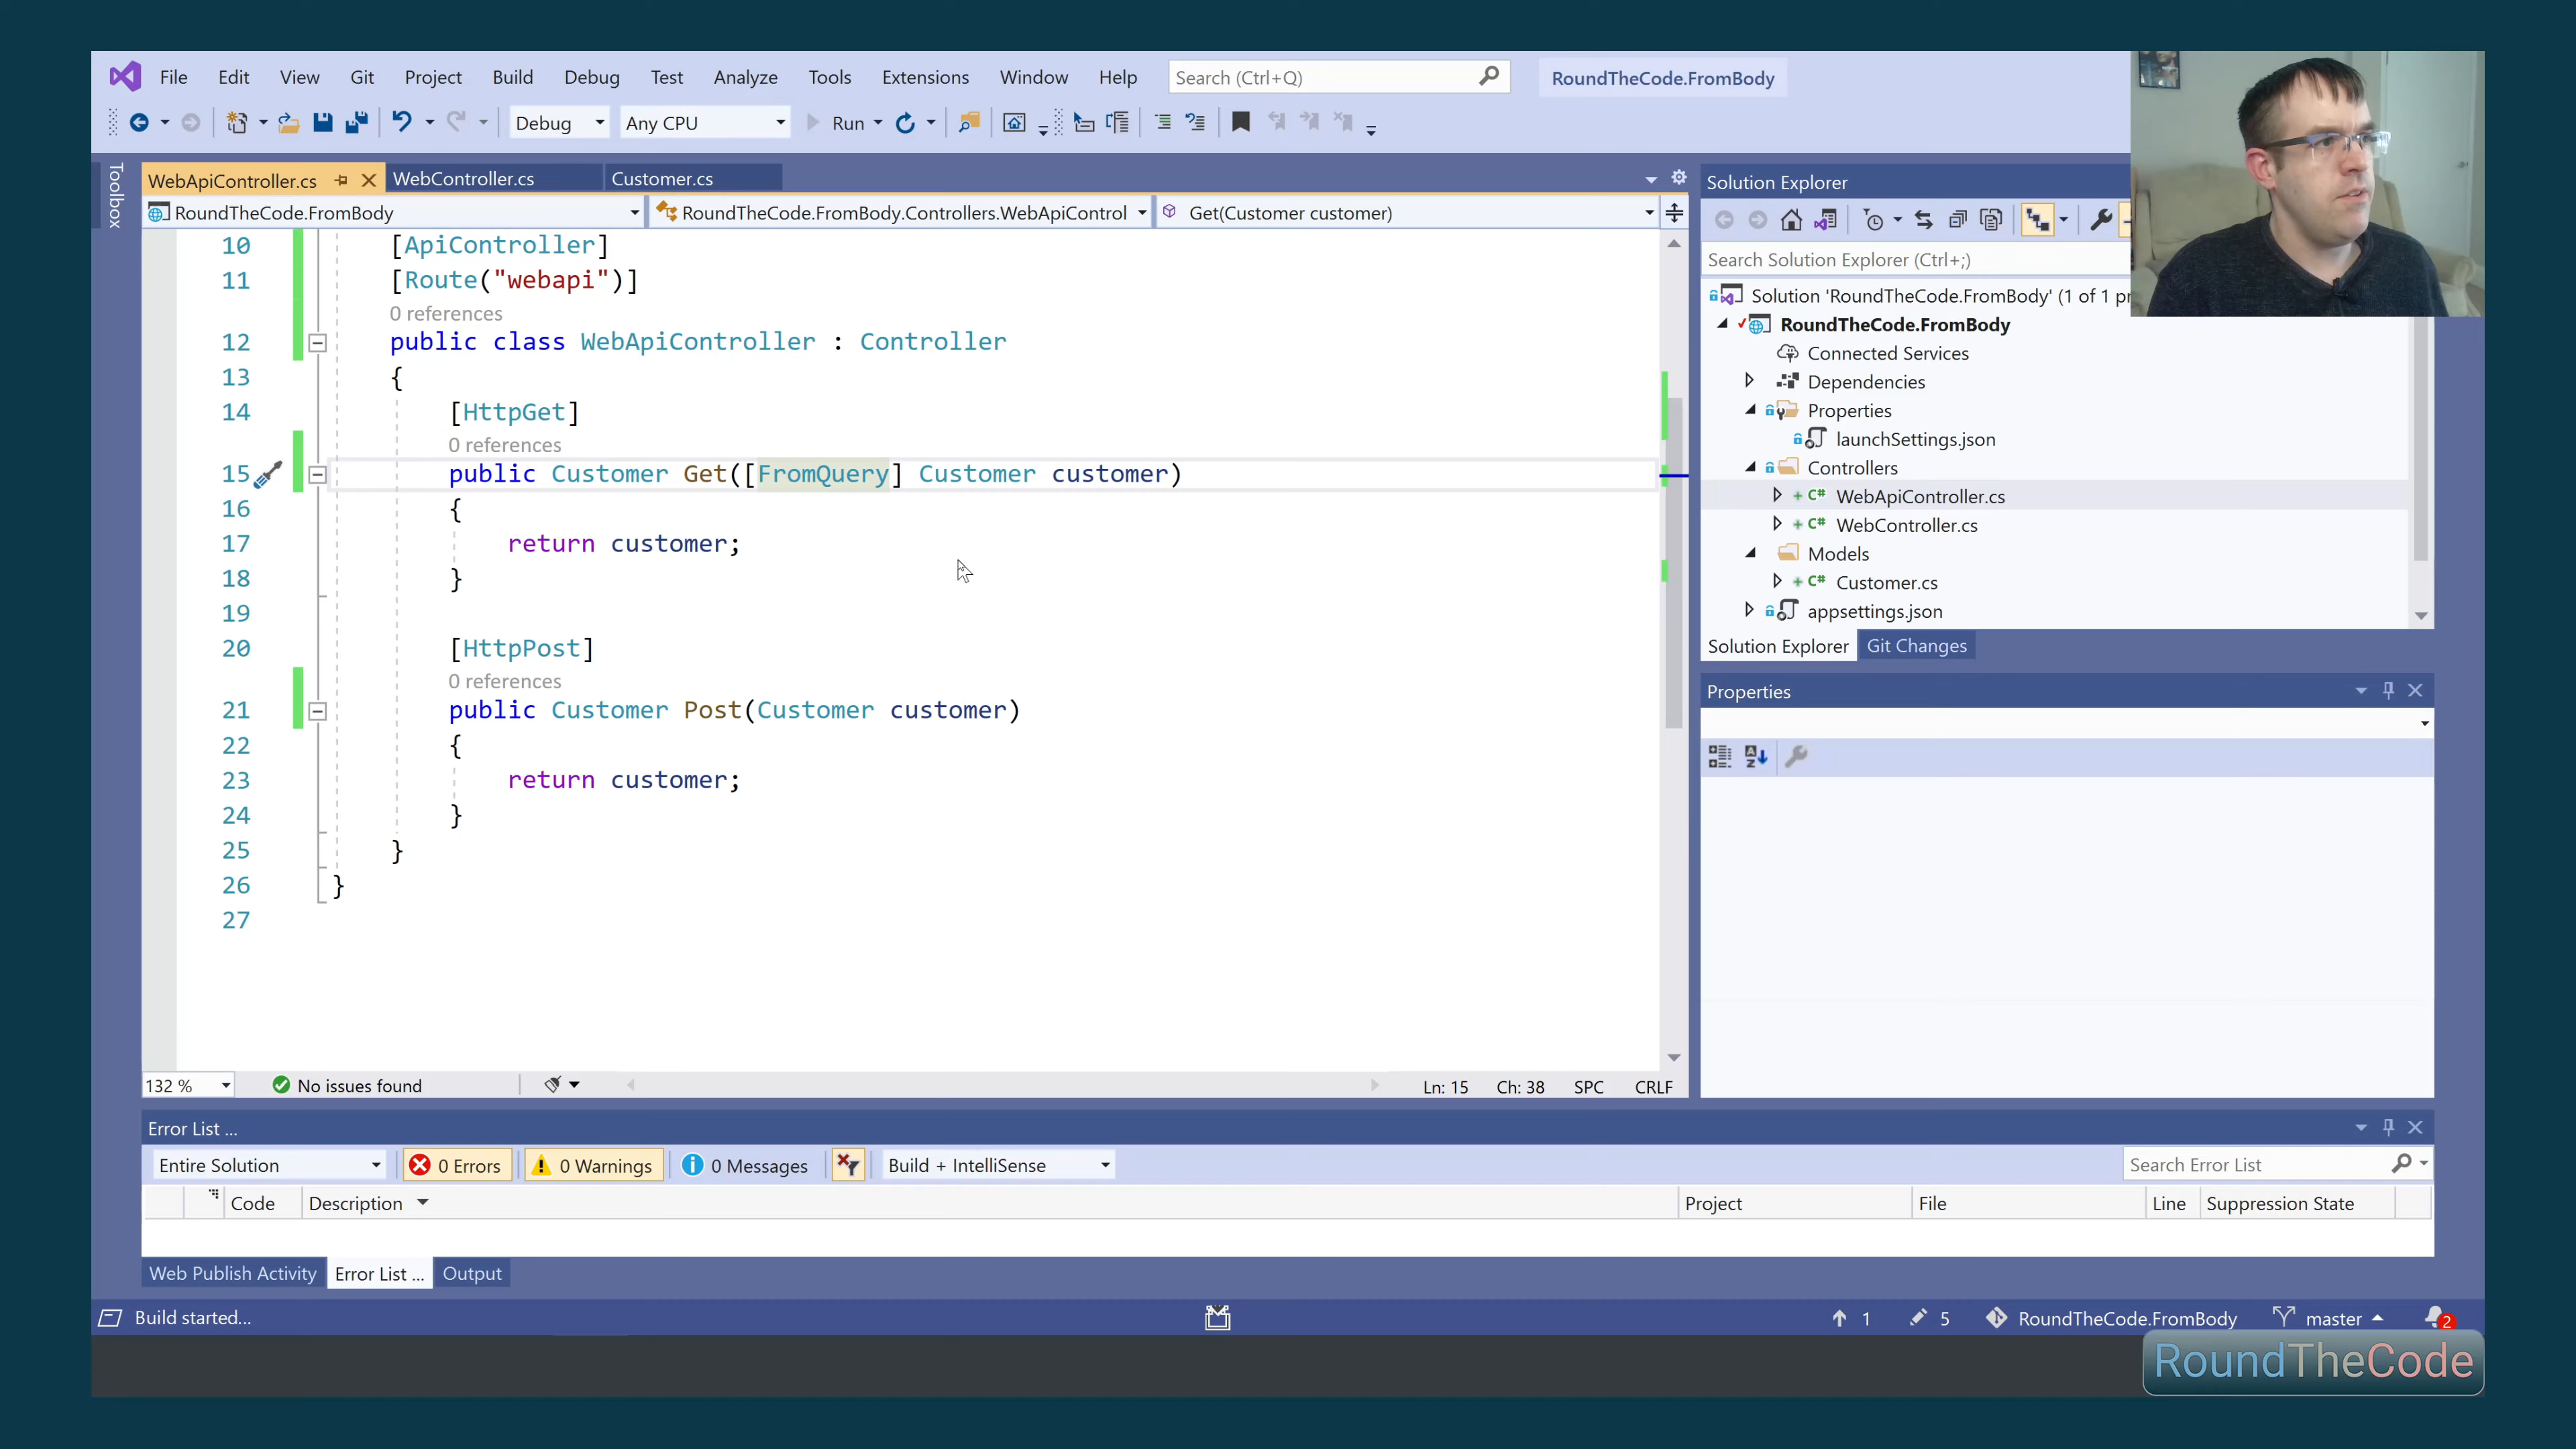 File Edit View Git Project Build Debug Test Analyze Tools Extensions Window Help Search (Ctrl+Q) RoundTheCode.FromBody
Debug Any CPU Run
Toolbox
WebApiController.cs WebController.cs Customer.cs
RoundTheCode.FromBody RoundTheCode.FromBody.Controllers.WebApiControl Get(Customer customer)
10 [ApiController]
11 [Route("webapi")]
0 references
12 public class WebApiController : Controller
13 {
14 [HttpGet]
0 references
15 public Customer Get([FromQuery] Customer customer)
16 {
17 return customer;
18 }
19
20 [HttpPost]
0 references
21 public Customer Post(Customer customer)
22 {
23 return customer;
24 }
25 }
26 }
27
132 % No issues found Ln: 15 Ch: 38 SPC CRLF
Solution Explorer
Search Solution Explorer (Ctrl+;)
Solution 'RoundTheCode.FromBody' (1 of 1 pr
RoundTheCode.FromBody
Connected Services
Dependencies
Properties
launchSettings.json
Controllers
C# WebApiController.cs
C# WebController.cs
Models
C# Customer.cs
appsettings.json
Solution Explorer Git Changes
Properties
Error List ...
Entire Solution 0 Errors 0 Warnings 0 Messages Build + IntelliSense Search Error List
Code Description Project File Line Suppression State
Web Publish Activity Error List ... Output
Build started... 1 5 RoundTheCode.FromBody master 2
RoundTheCode